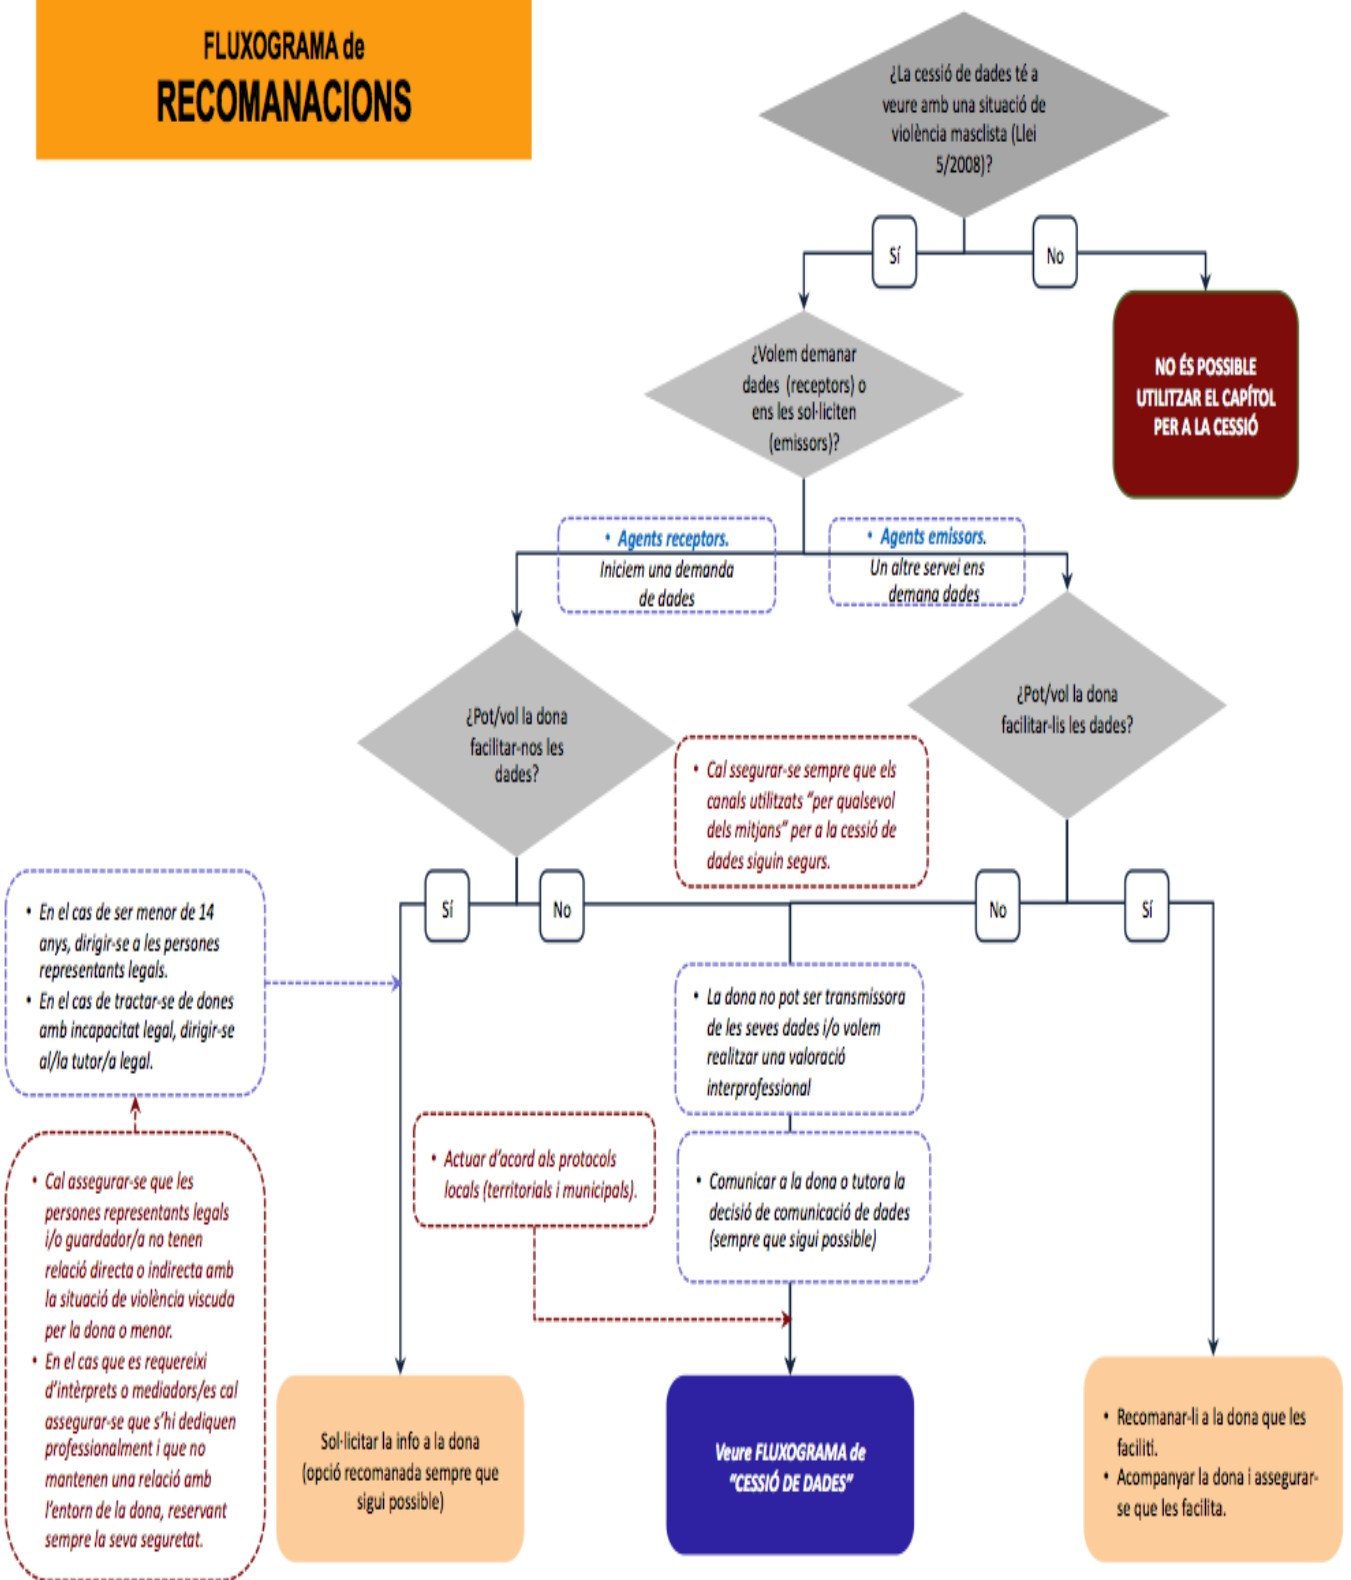 FLUXOGRAMA de
RECOMANACIONS
¿La cessió de dades té a
veure amb una situació de
violència masclista (Llei
5/2008)?
Sí
No
¿Volem demanar
dades (receptors) o
ens les sol·liciten
(emissors)?
NO ÉS POSSIBLE
UTILITZAR EL CAPÍTOL
PER A LA CESSIÓ
• Agents receptors.
Iniciem una demanda
de dades
• Agents emissors.
Un altre servei ens
demana dades
¿Pot/vol la dona
facilitar-nos les
dades?
¿Pot/vol la dona
facilitar-lis les dades?
• Cal ssegurar-se sempre que els
canals utilitzats “per qualsevol
dels mitjans” per a la cessió de
dades siguin segurs.
Sí
No
No
Sí
• En el cas de ser menor de 14
anys, dirigir-se a les persones
representants legals.
• En el cas de tractar-se de dones
amb incapacitat legal, dirigir-se
al/la tutor/a legal.
• La dona no pot ser transmissora
de les seves dades i/o volem
realitzar una valoració
interprofessional
• Actuar d’acord als protocols
locals (territorials i municipals).
• Comunicar a la dona o tutora la
decisió de comunicació de dades
(sempre que sigui possible)
• Cal assegurar-se que les
persones representants legals
i/o guardador/a no tenen
relació directa o indirecta amb
la situació de violència viscuda
per la dona o menor.
• En el cas que es requereixi
d’intèrprets o mediadors/es cal
assegurar-se que s’hi dediquen
professionalment i que no
mantenen una relació amb
l’entorn de la dona, reservant
sempre la seva seguretat.
Sol·licitar la info a la dona
(opció recomanada sempre que
sigui possible)
Veure FLUXOGRAMA de
“CESSIÓ DE DADES”
• Recomanar-li a la dona que les
faciliti.
• Acompanyar la dona i assegurar-
se que les facilita.